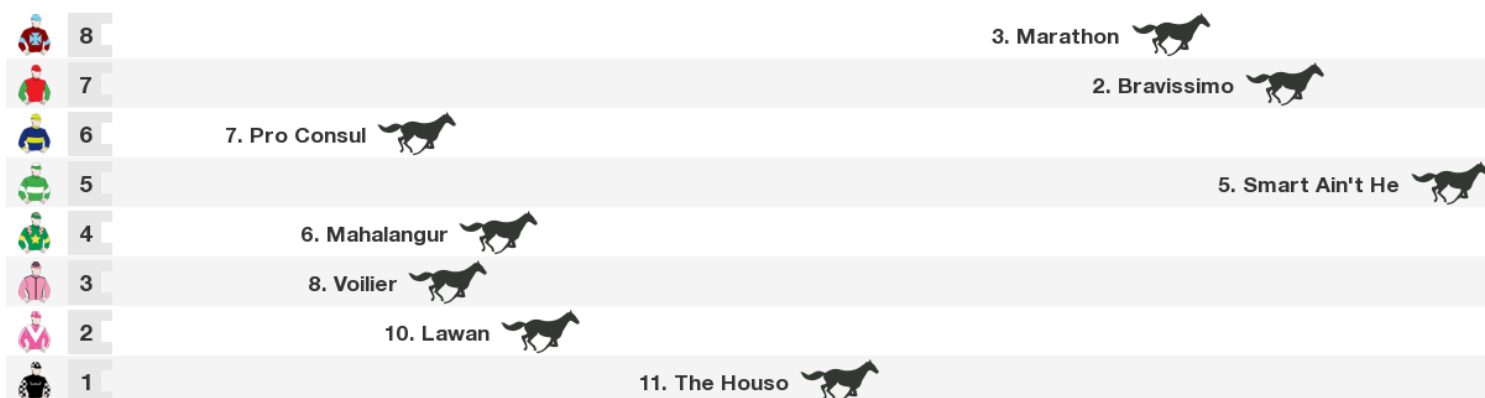 8 3. Marathon
7 2. Bravissimo
6 7. Pro Consul
5 5. Smart Ain't He
4 6. Mahalangur
3 8. Voilier
2 10. Lawan
1 11. The Houso